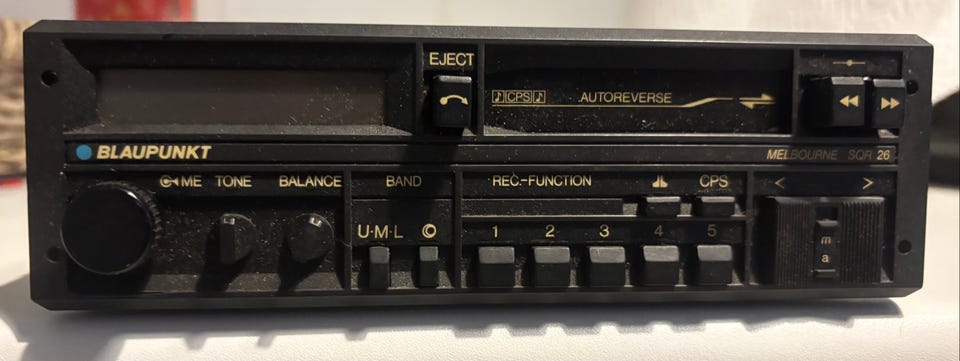 EJECT
CPS
AUTOREVERSE
BLAUPUNKT
MELBOURNE SQR 26
ME TONE BALANCE BAND REC.-FUNCTION CPS < >
U·M·L
1 2 3 4 5
m
a